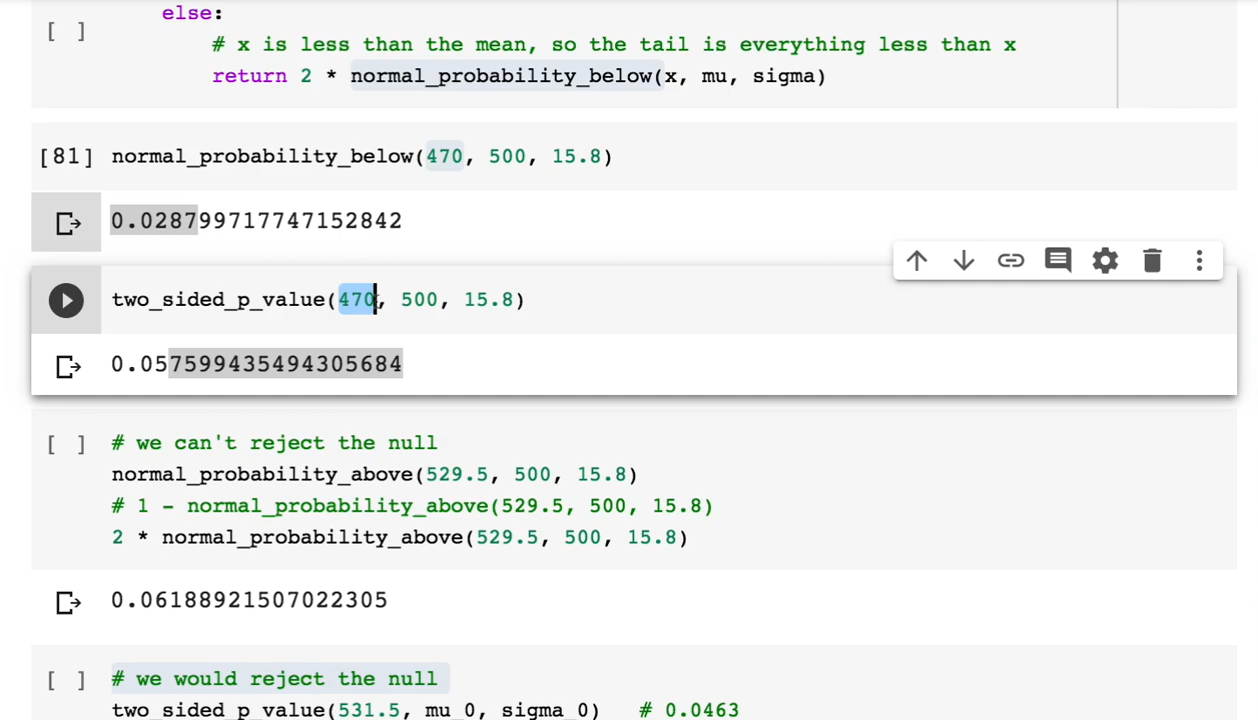 else:
[ ]
# x is less than the mean, so the tail is everything less than x
return 2 * normal_probability_below(x, mu, sigma)
[81] normal_probability_below(470, 500, 15.8)
0.028799717747152842
two_sided_p_value(470, 500, 15.8)
0.05759943549430 5684
[ ] # we can't reject the null
normal_probability_above(529.5, 500, 15.8)
# 1 - normal_probability_above(529.5, 500, 15.8)
2 * normal_probability_above(529.5, 500, 15.8)
0.06188921507022305
[ ] # we would reject the null
two_sided_p_value(531.5, mu_0, sigma_0) # 0.0463